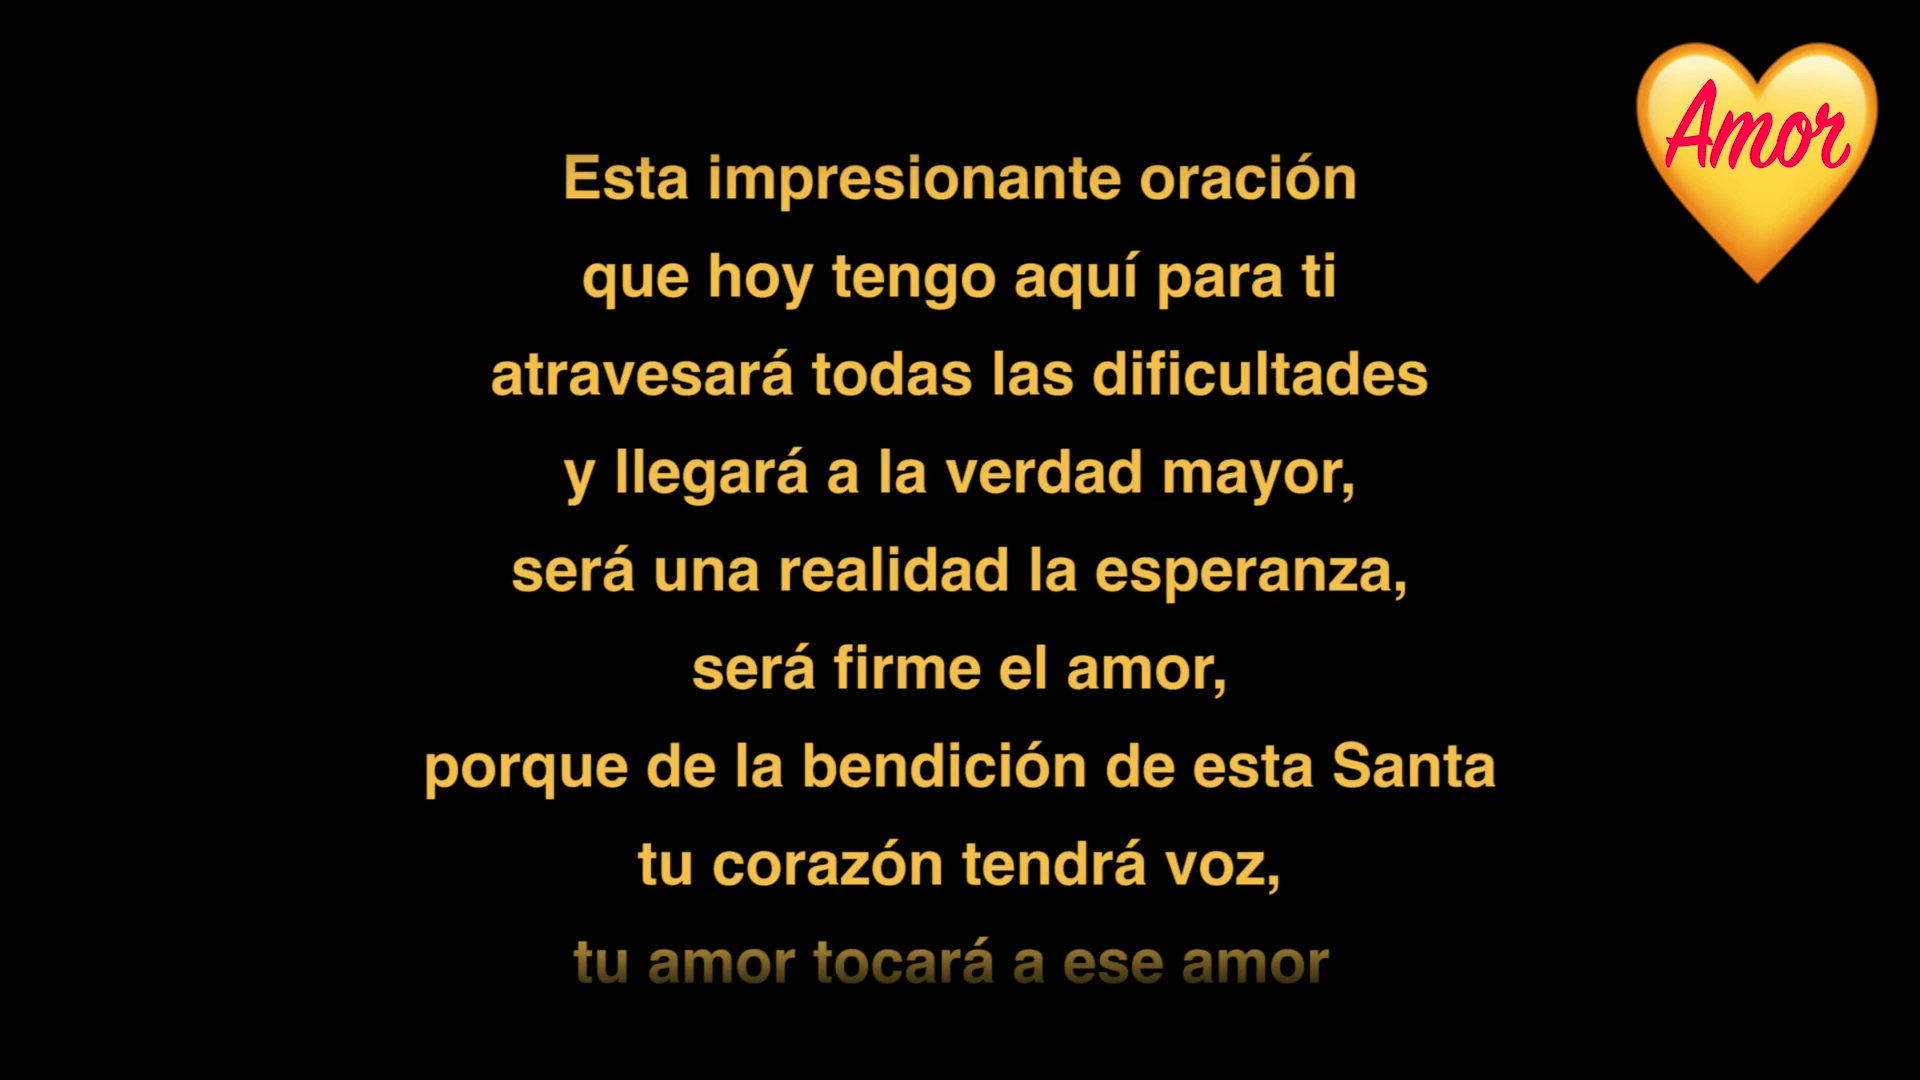 Amor
Esta impresionante oración
que hoy tengo aquí para ti
atravesará todas las dificultades
y llegará a la verdad mayor,
será una realidad la esperanza,
será firme el amor,
porque de la bendición de esta Santa
tu corazón tendrá voz,
tu amor tocará a ese amor